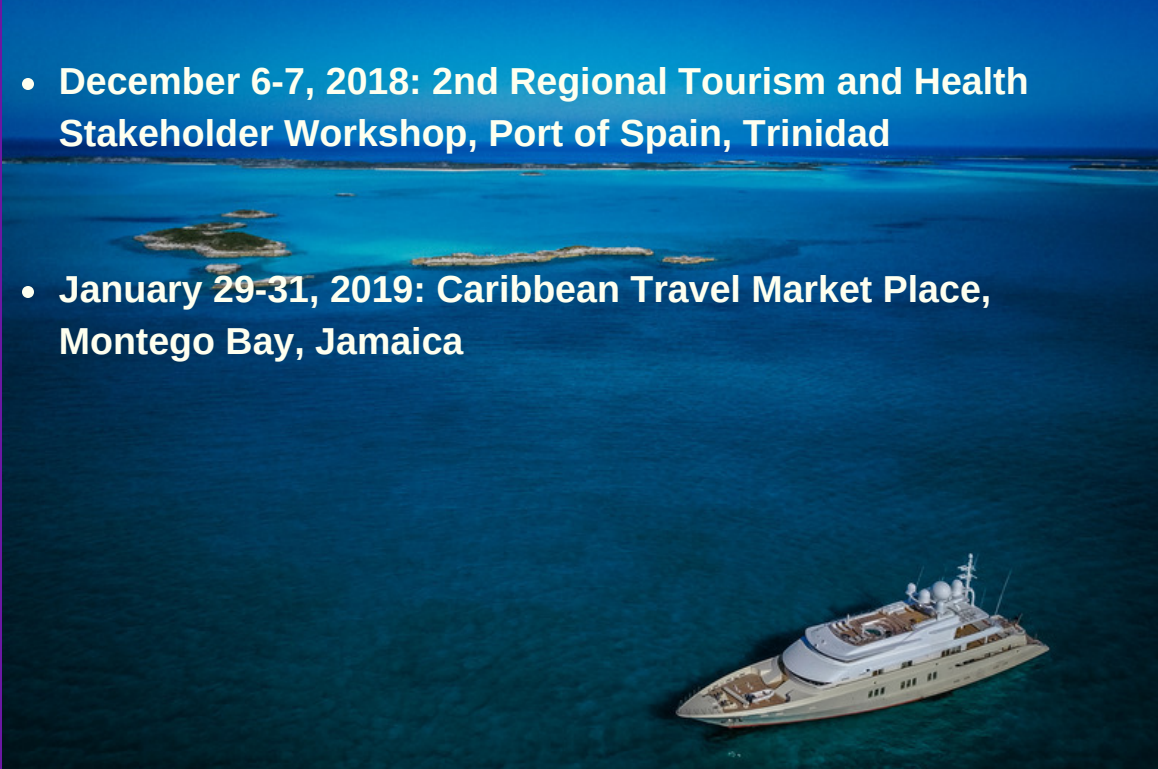 • December 6-7, 2018: 2nd Regional Tourism and Health
Stakeholder Workshop, Port of Spain, Trinidad
• January 29-31, 2019: Caribbean Travel Market Place,
Montego Bay, Jamaica